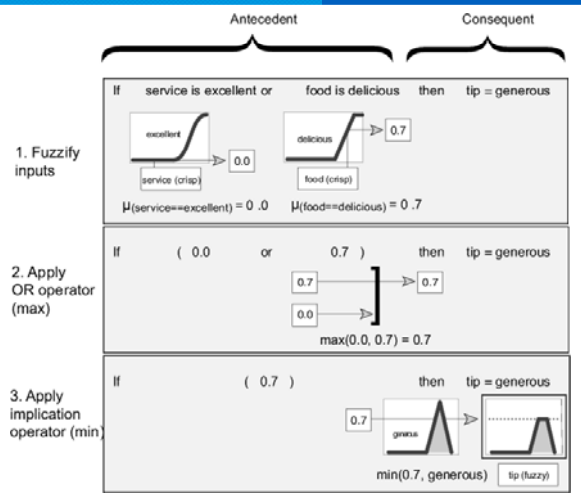 Antecedent Consequent
If service is excellent or food is delicious then tip = generous
excellent
delicious
0.7
0.0
1. Fuzzify
inputs
service (crisp)
food (crisp)
μ(service==excellent) = 0 .0 μ(food==delicious) = 0 .7
If ( 0.0 or 0.7 ) then tip = generous
2. Apply
OR operator
(max)
0.7
0.7
0.0
max(0.0, 0.7) = 0.7
If ( 0.7 ) then tip = generous
3. Apply
implication
operator (min)
0.7
min(0.7, generous)
tip (fuzzy)